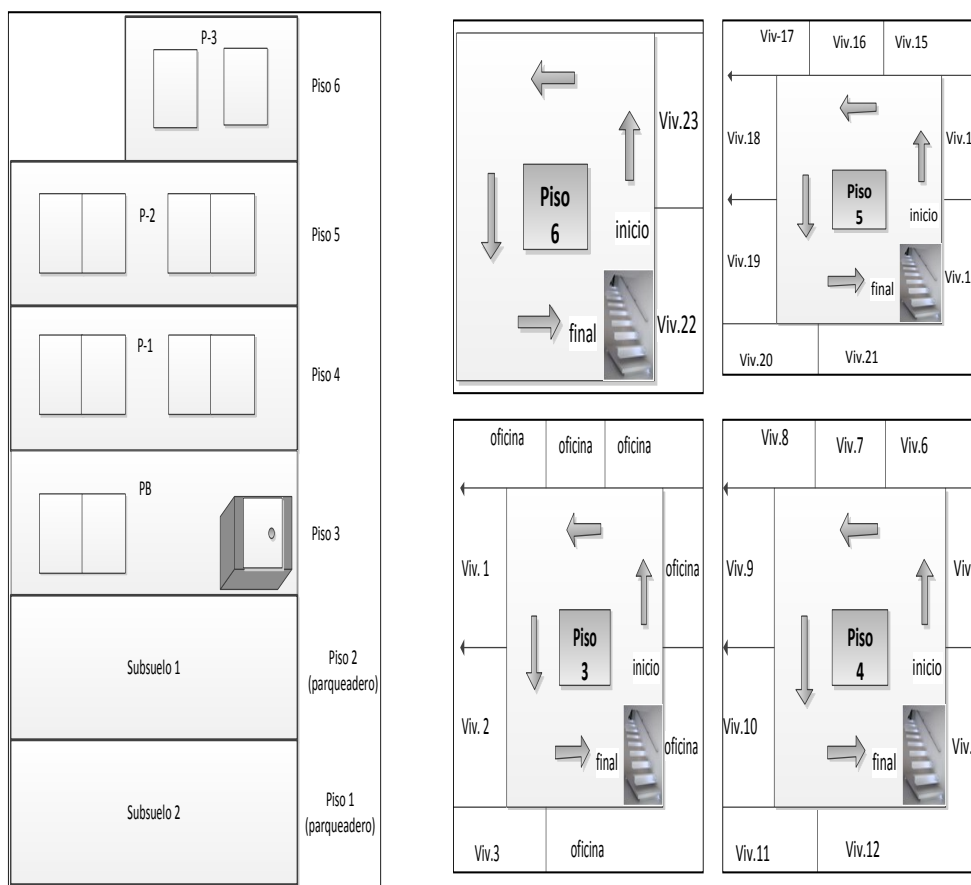 P-3
Piso 6
P-2
Piso 5
P-1
Piso 4
PB
Piso 3
Subsuelo 1
Piso 2
(parqueadero)
Subsuelo 2
Piso 1
(parqueadero)
Viv.23
Piso
6
inicio
Viv.22
final
Viv-17
Viv.16
Viv.15
Viv.18
Piso
5
inicio
Viv.19
final
Viv.20
Viv.21
oficina
oficina
oficina
Viv. 1
oficina
Piso
3
inicio
Viv. 2
oficina
final
Viv.3
oficina
Viv.8
Viv.7
Viv.6
Viv.9
Piso
4
inicio
Viv.10
final
Viv.11
Viv.12